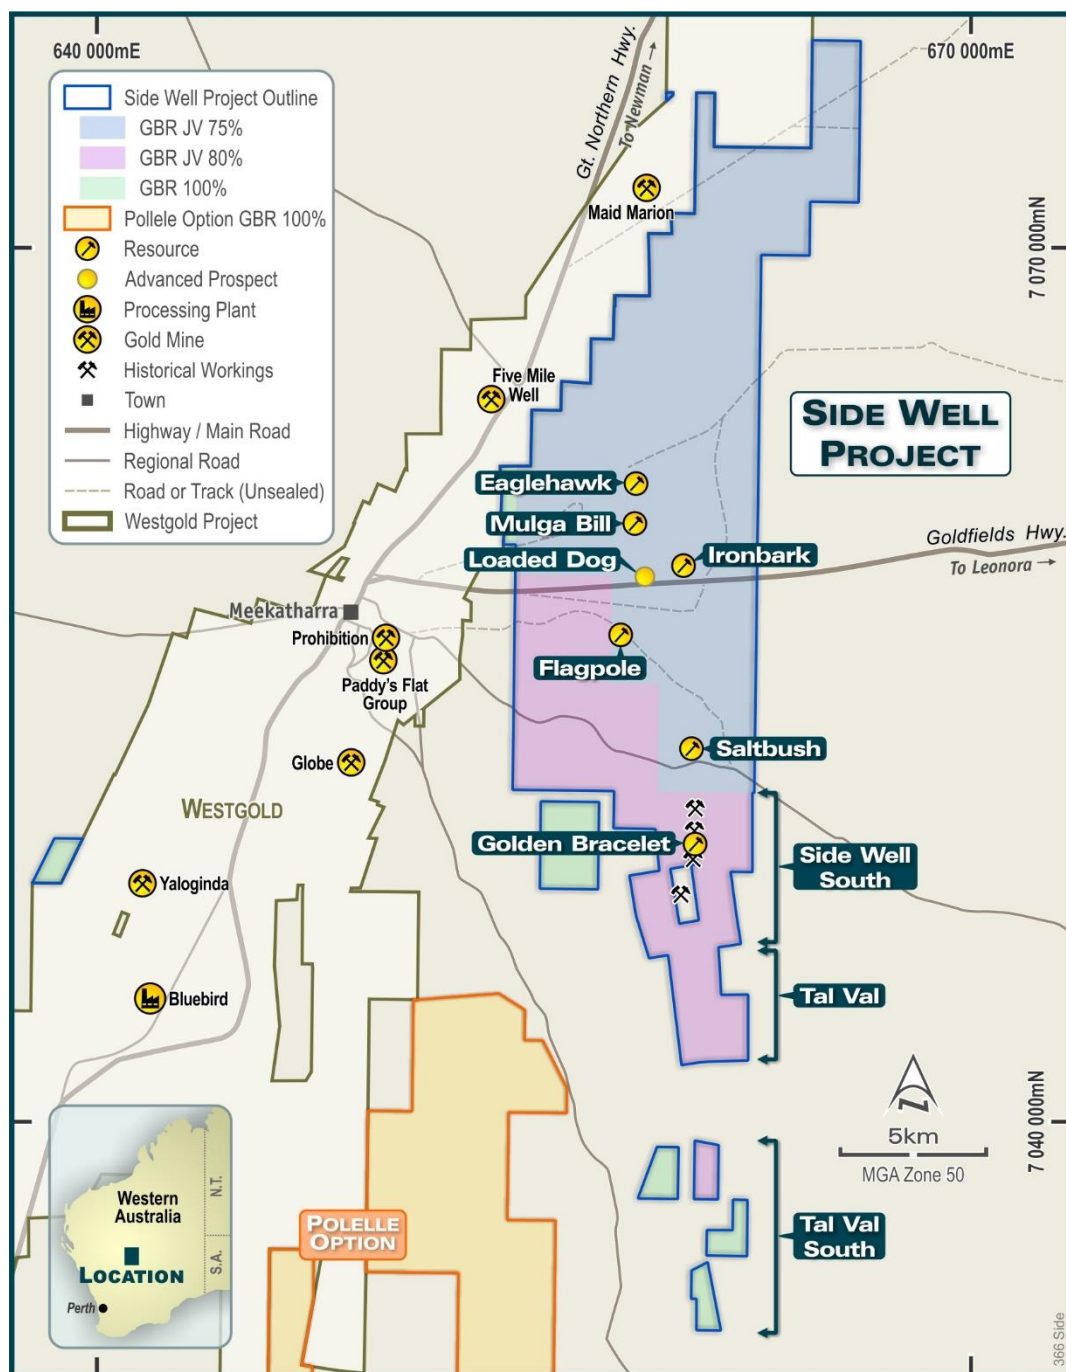 640 000mE
670 000mE
Gt. Northern Hwy.
To Newman →
Side Well Project Outline
GBR JV 75%
GBR JV 80%
GBR 100%
Pollele Option GBR 100%
Resource
Advanced Prospect
Processing Plant
Gold Mine
Historical Workings
Town
Highway / Main Road
Regional Road
Road or Track (Unsealed)
Westgold Project
Maid Marion
7 070 000mN
Five Mile
Well
SIDE WELL
PROJECT
Eaglehawk
Mulga Bill
Loaded Dog
Ironbark
Goldfields Hwy.
To Leonora →
Meekatharra
Prohibition
Paddy's Flat
Group
Flagpole
Saltbush
Globe
WESTGOLD
Golden Bracelet
Side Well
South
Yaloginda
Bluebird
Tal Val
N
5km
MGA Zone 50
7 040 000mN
Western
Australia
N.T.
S.A.
LOCATION
Perth
POLELLE
OPTION
Tal Val
South
366 Side